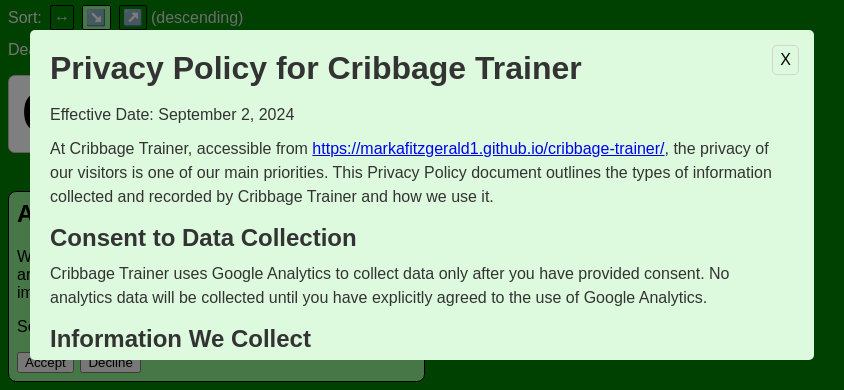 Sort: ↔ ↘ ↗ (descending)
Privacy Policy for Cribbage Trainer
X
Effective Date: September 2, 2024
At Cribbage Trainer, accessible from https://markafitzgerald1.github.io/cribbage-trainer/, the privacy of
our visitors is one of our main priorities. This Privacy Policy document outlines the types of information
collected and recorded by Cribbage Trainer and how we use it.
Consent to Data Collection
Cribbage Trainer uses Google Analytics to collect data only after you have provided consent. No
analytics data will be collected until you have explicitly agreed to the use of Google Analytics.
Information We Collect
Accept Decline